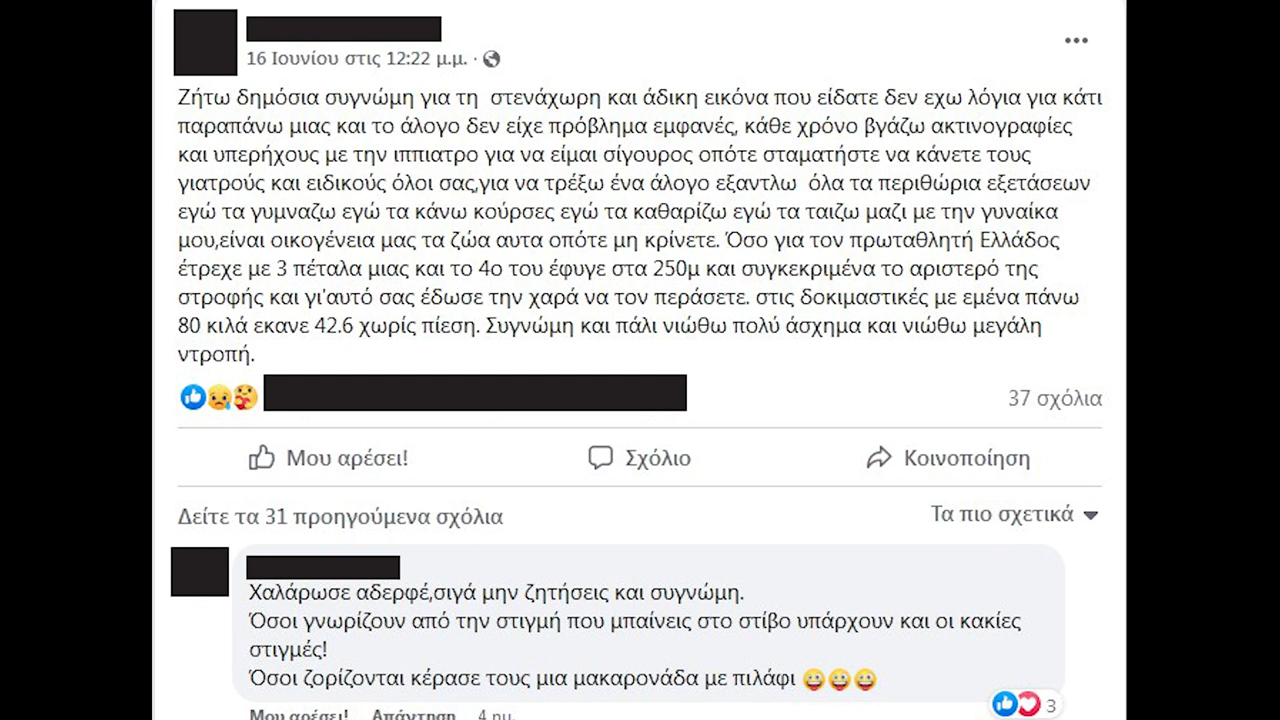 16 Ιουνίου στις 12:22 μ.μ. ·
Ζήτω δημόσια συγνώμη για τη στενάχωρη και άδικη εικόνα που είδατε δεν εχω λόγια για κάτι
παραπάνω μιας και το άλογο δεν είχε πρόβλημα εμφανές, κάθε χρόνο βγάζω ακτινογραφίες
και υπερήχους με την ιππιατρο για να είμαι σίγουρος οπότε σταματήστε να κάνετε τους
γιατρούς και ειδικούς όλοι σας,για να τρέξω ένα άλογο εξαντλω όλα τα περιθώρια εξετάσεων
εγώ τα γυμναζω εγώ τα κάνω κούρσες εγώ τα καθαρίζω εγώ τα ταιζω μαζι με την γυναίκα
μου,είναι οικογένεια μας τα ζώα αυτα οπότε μη κρίνετε. Όσο για τον πρωταθλητή Ελλάδος
έτρεχε με 3 πέταλα μιας και το 4ο του έφυγε στα 250μ και συγκεκριμένα το αριστερό της
στροφής και γι'αυτό σας έδωσε την χαρά να τον περάσετε. στις δοκιμαστικές με εμένα πάνω
80 κιλά εκανε 42.6 χωρίς πίεση. Συγνώμη και πάλι νιώθω πολύ άσχημα και νιώθω μεγάλη
ντροπή.
37 σχόλια
Μου αρέσει! Σχόλιο Κοινοποίηση
Δείτε τα 31 προηγούμενα σχόλια Τα πιο σχετικά
Χαλάρωσε αδερφέ,σιγά μην ζητήσεις και συγνώμη.
Όσοι γνωρίζουν από την στιγμή που μπαίνεις στο στίβο υπάρχουν και οι κακίες
στιγμές!
Όσοι ζορίζονται κέρασε τους μια μακαρονάδα με πιλάφι
Μου αρέσει! Απάντηση 4 ημ. 3